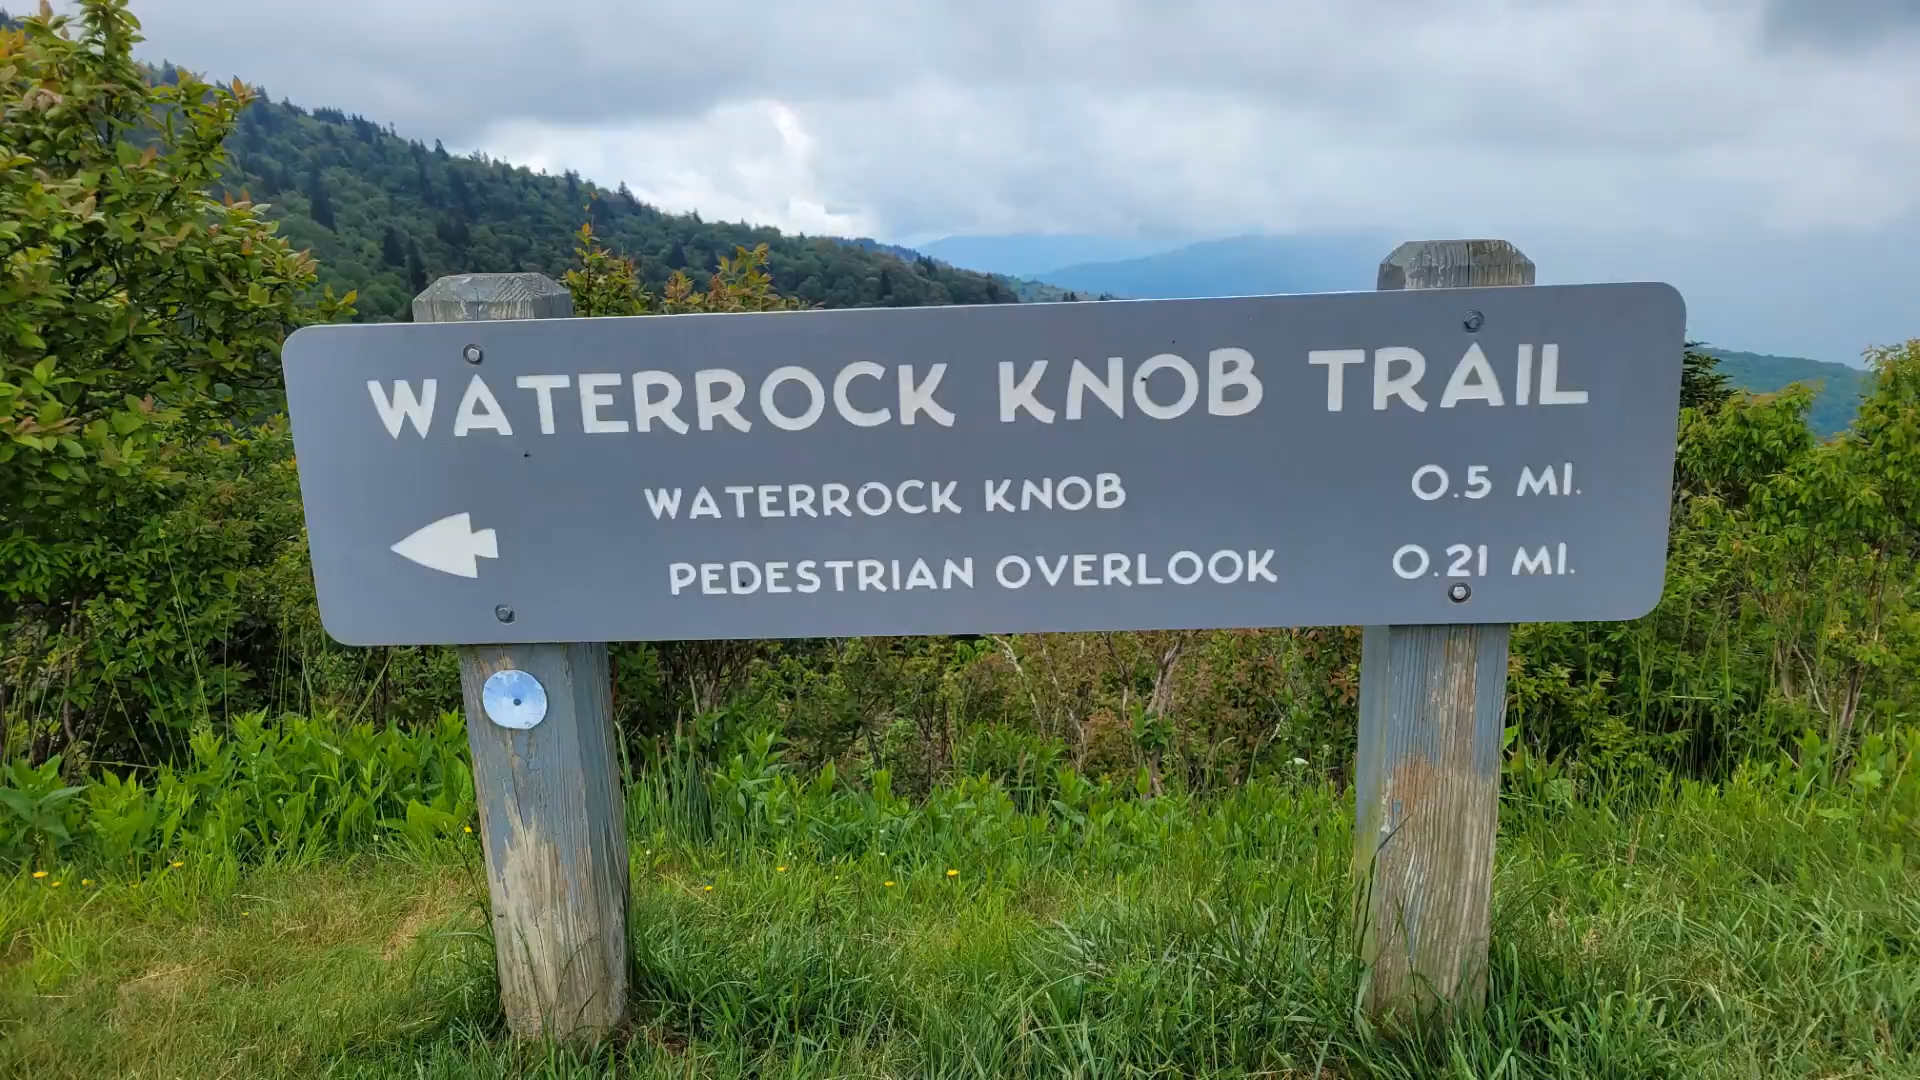 WATERROCK KNOB TRAIL
WATERROCK KNOB 0.5 MI.
PEDESTRIAN OVERLOOK 0.21 MI.